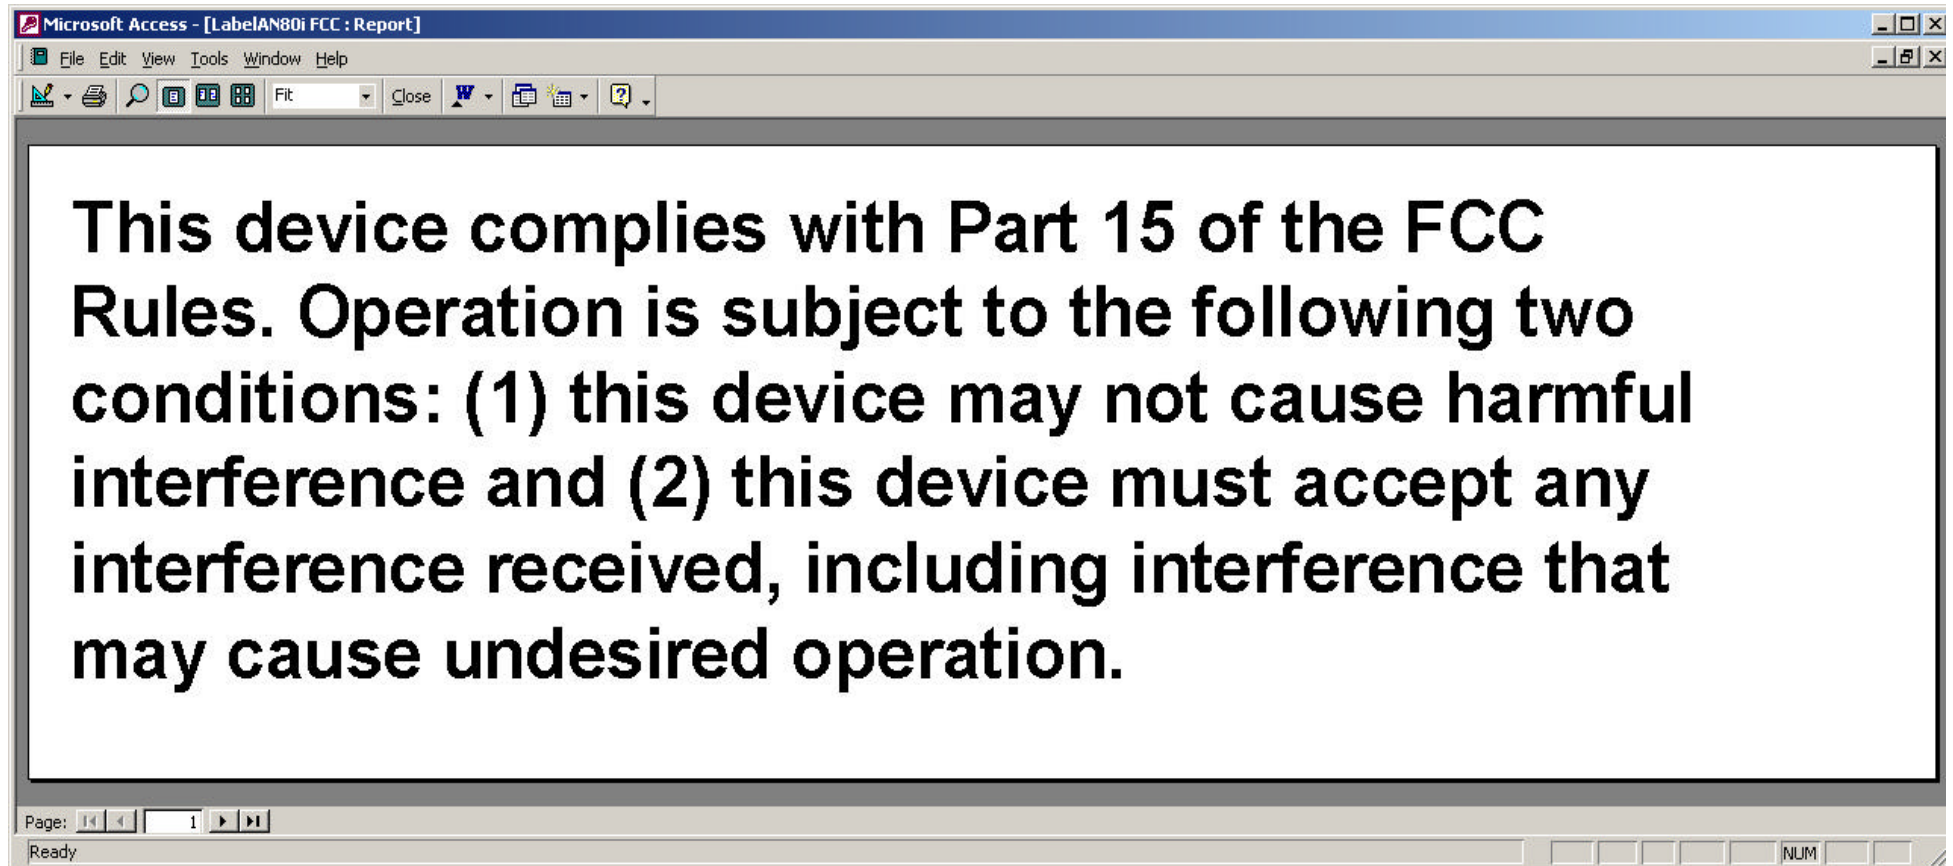 Microsoft Access - [LabelAN80i FCC : Report]
File Edit View Tools Window Help
Fit Close
This device complies with Part 15 of the FCC
Rules. Operation is subject to the following two
conditions: (1) this device may not cause harmful
interference and (2) this device must accept any
interference received, including interference that
may cause undesired operation.
Page: 1
Ready NUM